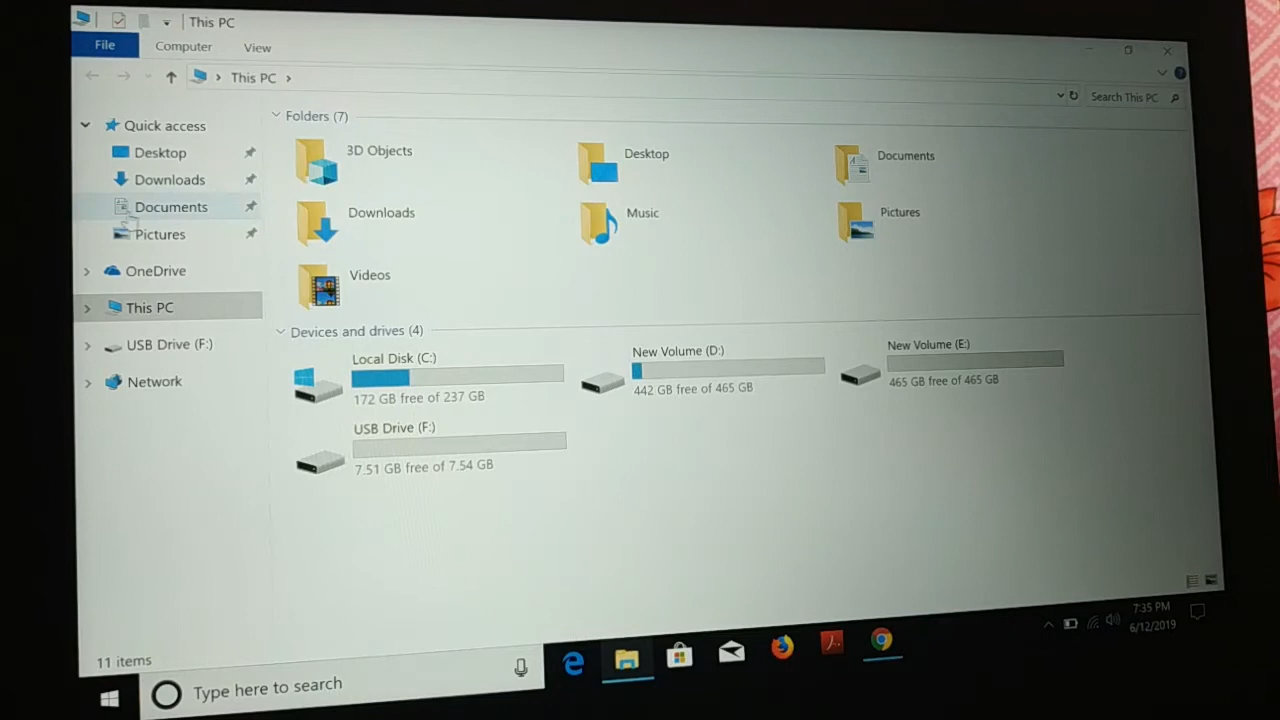 This PC
File
Computer
View
This PC
Search This PC
Quick access
Desktop
Downloads
Documents
Pictures
OneDrive
This PC
USB Drive (F:)
Network
Folders (7)
3D Objects
Desktop
Documents
Downloads
Music
Pictures
Videos
Devices and drives (4)
Local Disk (C:)
172 GB free of 237 GB
New Volume (D:)
442 GB free of 465 GB
New Volume (E:)
465 GB free of 465 GB
USB Drive (F:)
7.51 GB free of 7.54 GB
11 items
Type here to search
7:35 PM
6/12/2019